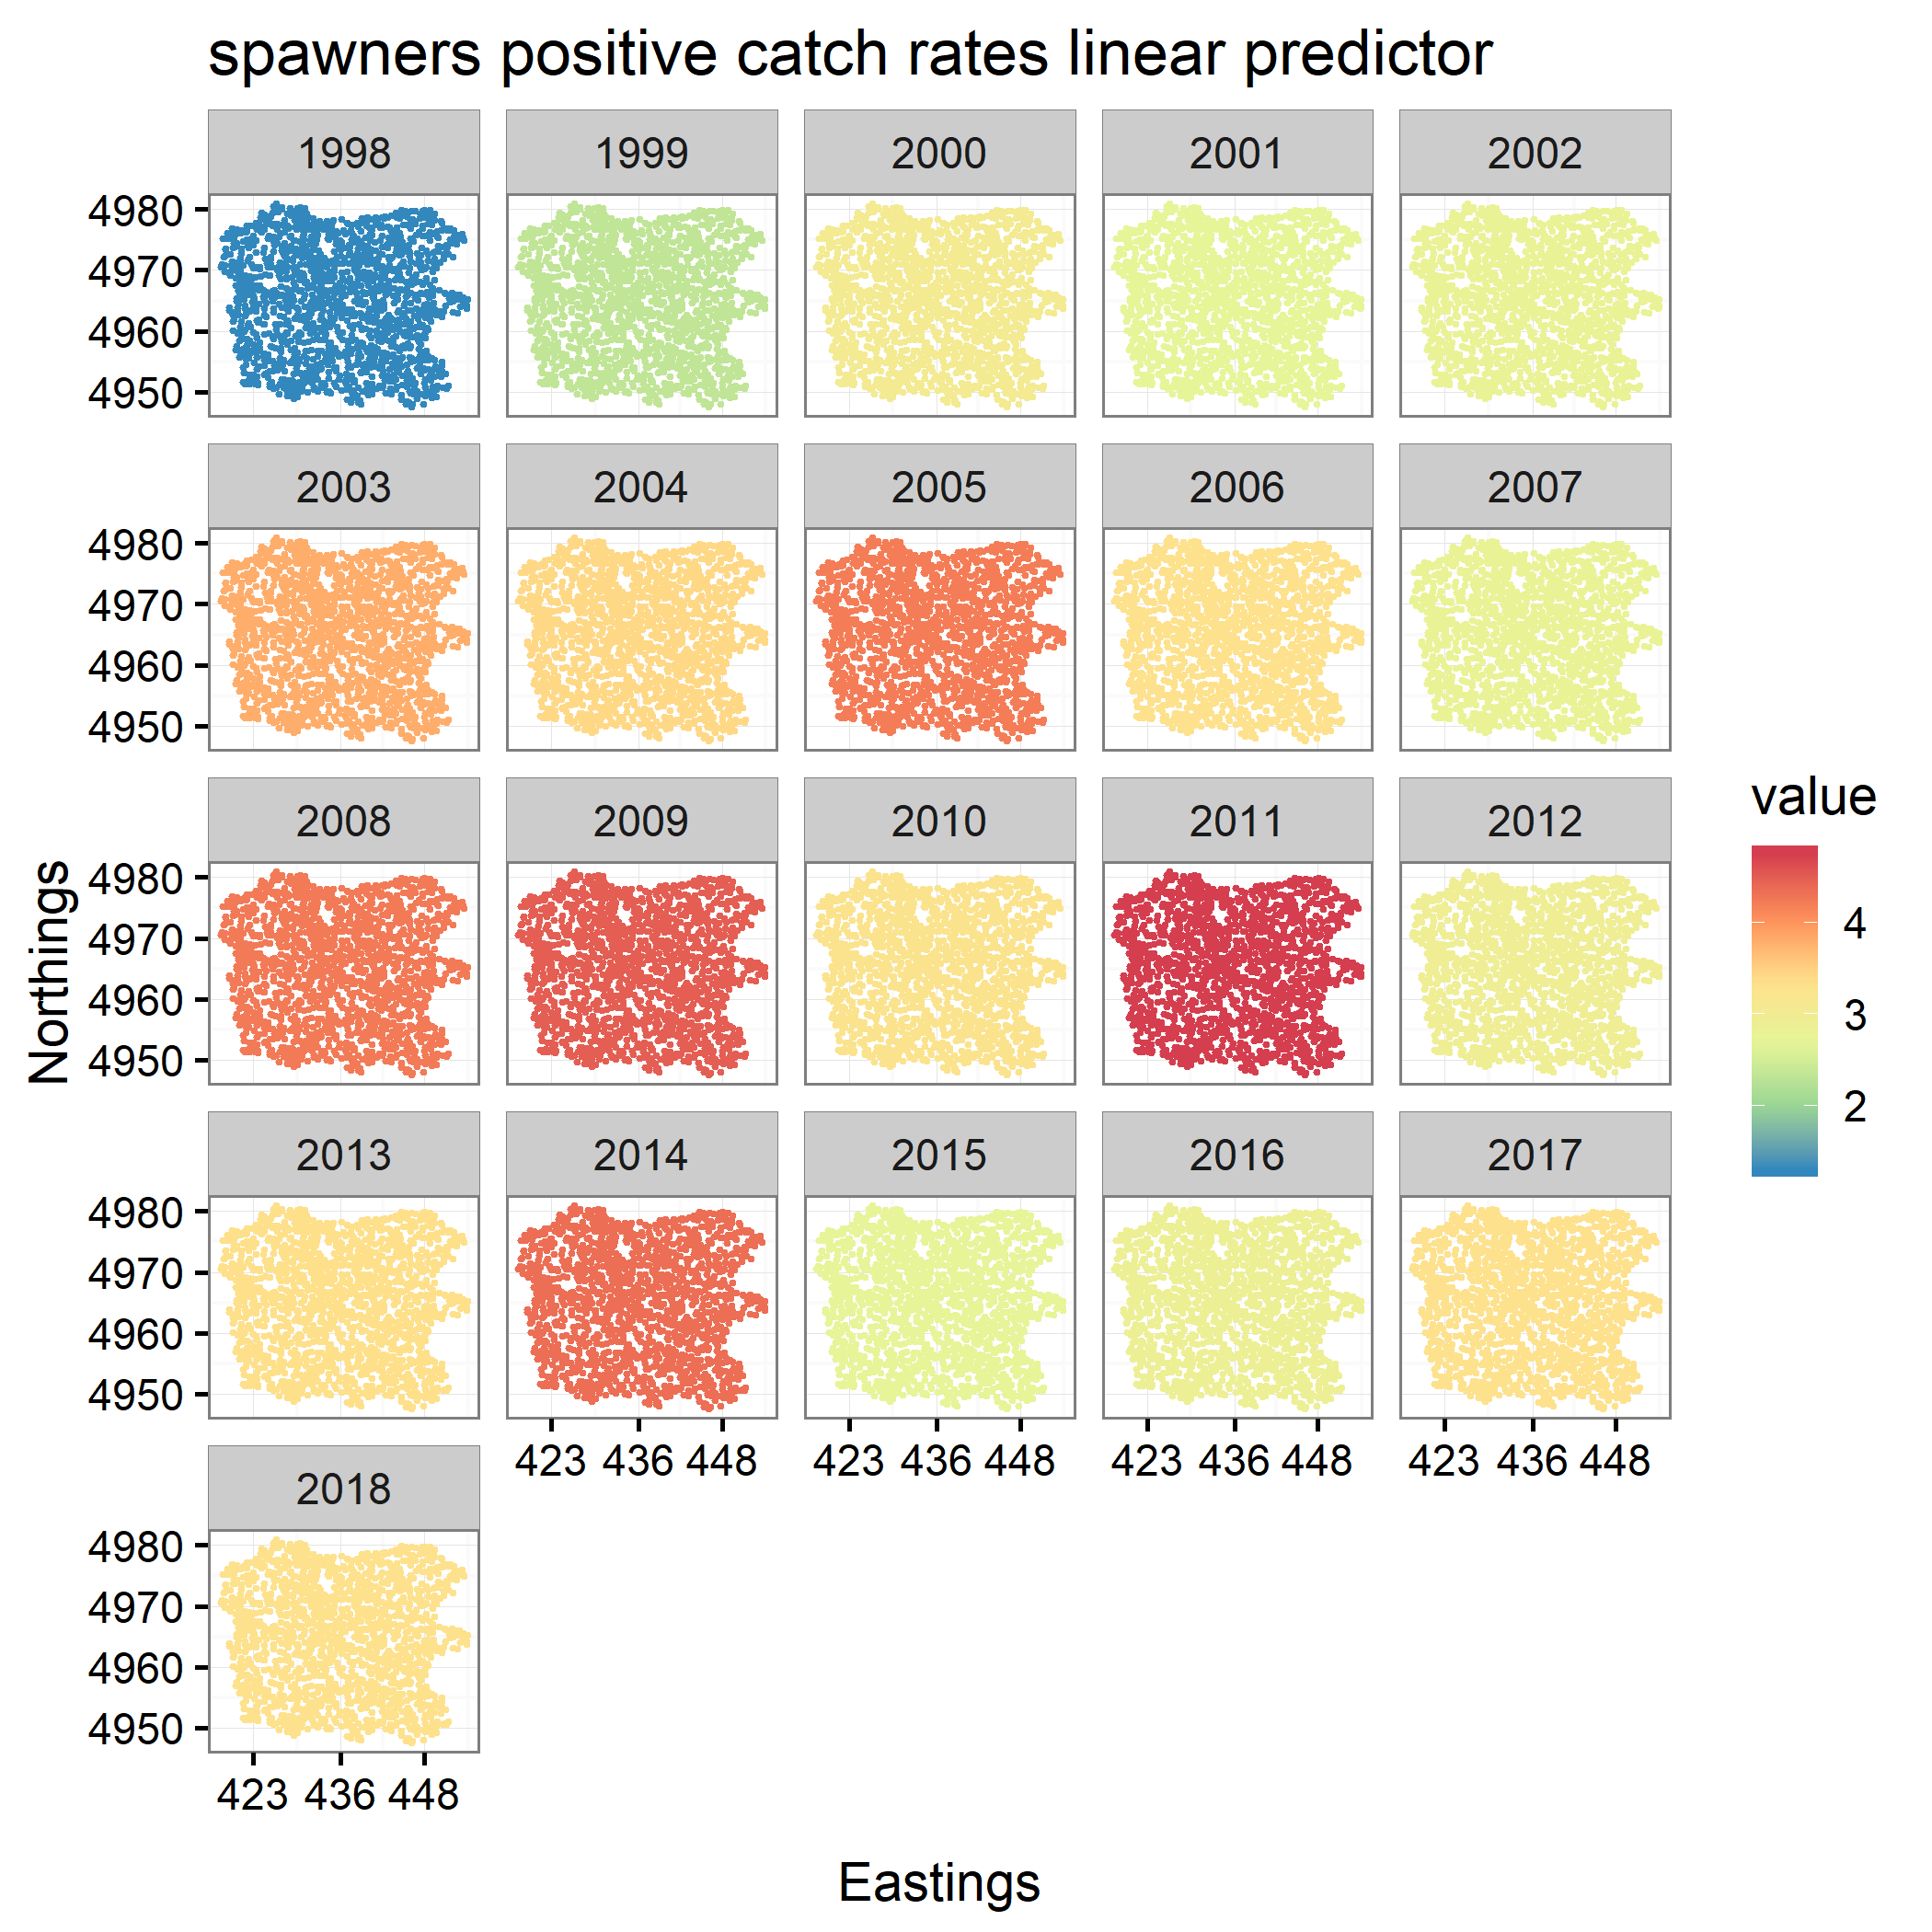 spawners positive catch rates linear predictor
1998 1999 2000 2001 2002
4980
4970
4960
4950
2003 2004 2005 2006 2007
4980
4970
4960
4950
2008 2009 2010 2011 2012
4980
4970
4960
4950
2013 2014 2015 2016 2017
4980
4970
4960
4950
423 436 448 423 436 448 423 436 448 423 436 448
2018
4980
4970
4960
4950
423 436 448
Northings
Eastings
value
4
3
2